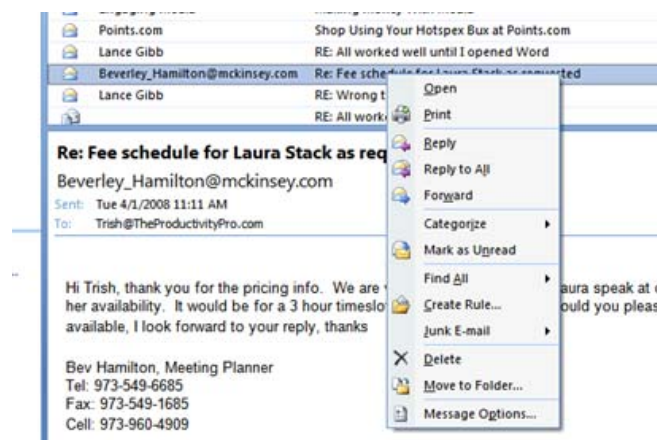 Points.com Shop Using Your Hotspex Bux at Points.com
Lance Gibb RE: All worked well until I opened Word
Beverley_Hamilton@mckinsey.com Re: Fee schedule for Laura Stack as requested
Lance Gibb RE: Wrong t
RE: All work
Open
Print
Reply
Reply to All
Forward
Categorize
Mark as Unread
Find All
Create Rule...
Junk E-mail
Delete
Move to Folder...
Message Options...
Re: Fee schedule for Laura Stack as req
Beverley_Hamilton@mckinsey.com
Sent: Tue 4/1/2008 11:11 AM
To: Trish@TheProductivityPro.com
Hi Trish, thank you for the pricing info. We are aura speak at
her availability. It would be for a 3 hour timeslo ould you pleas
available, I look forward to your reply, thanks
Bev Hamilton, Meeting Planner
Tel: 973-549-6685
Fax: 973-549-1685
Cell: 973-960-4909